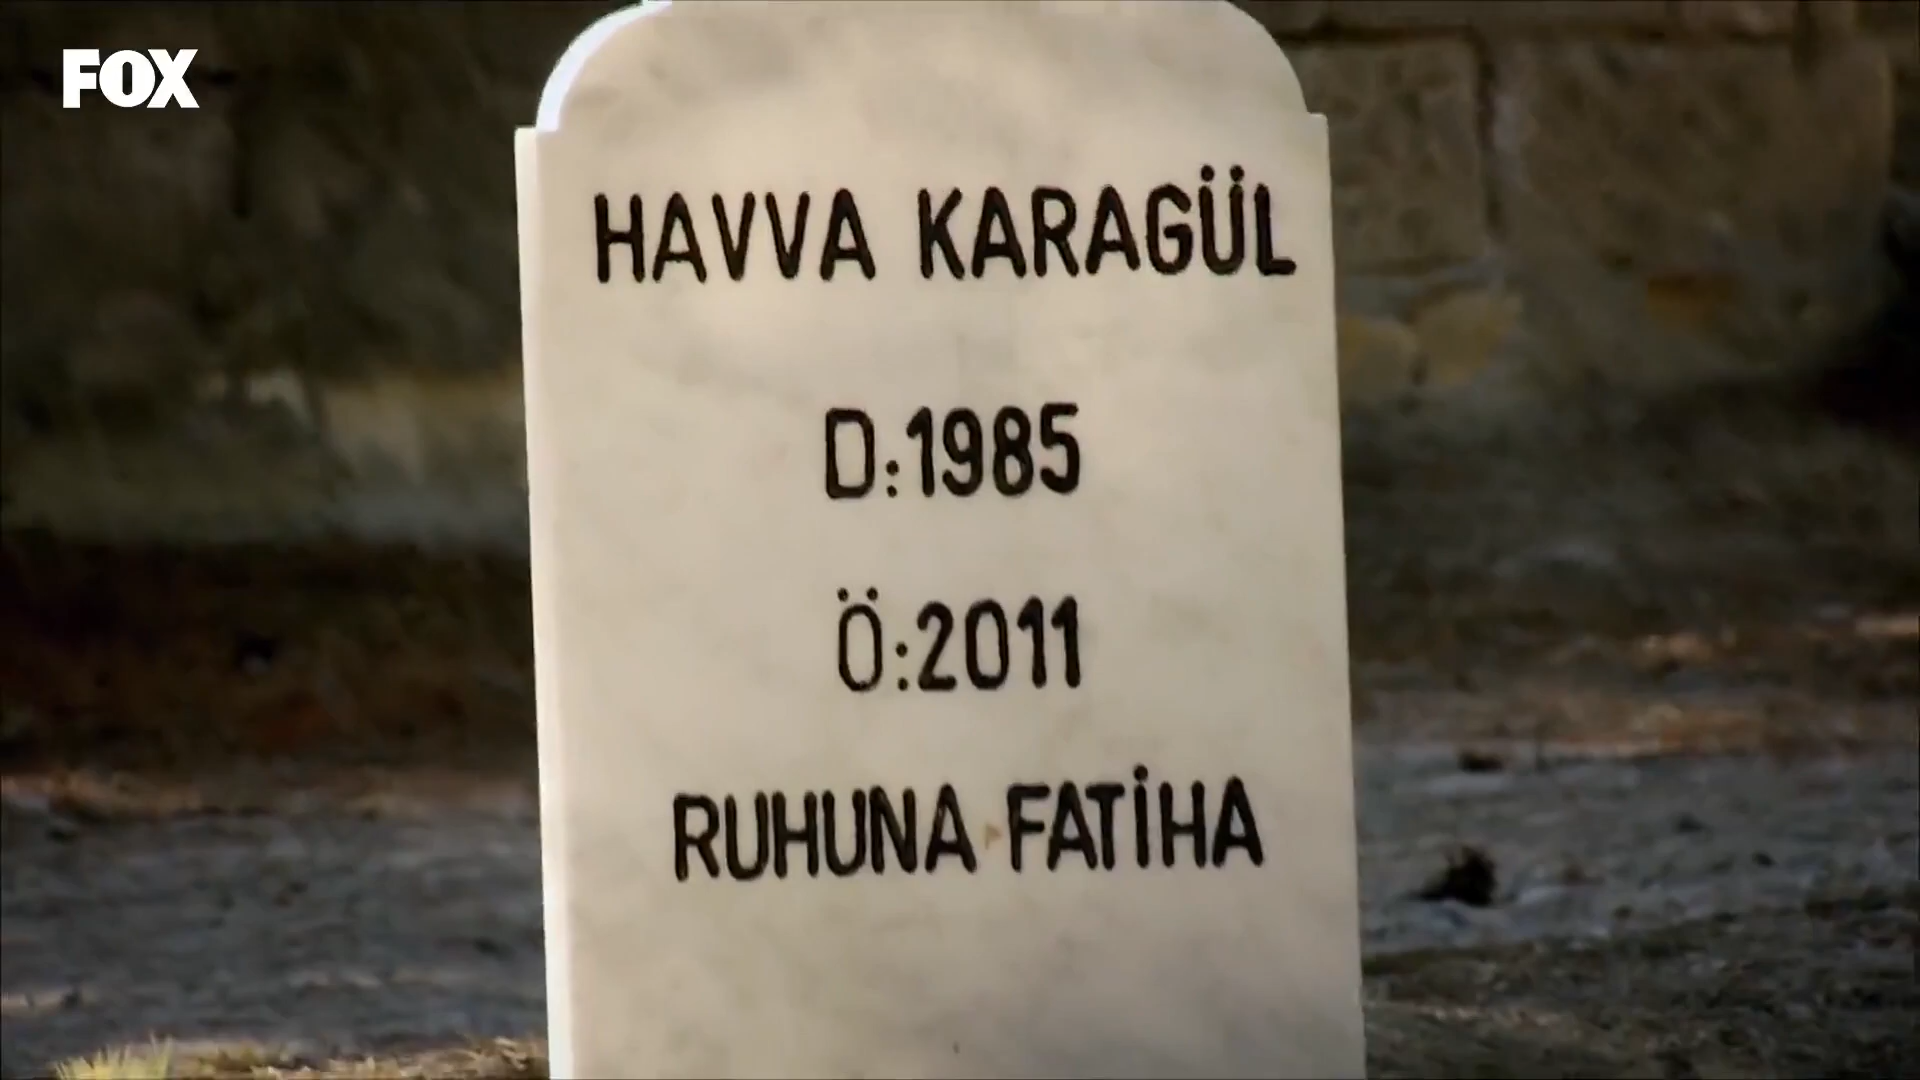 FOX
HAVVA KARAGÜL
D:1985
Ö:2011
RUHUNA FATİHA